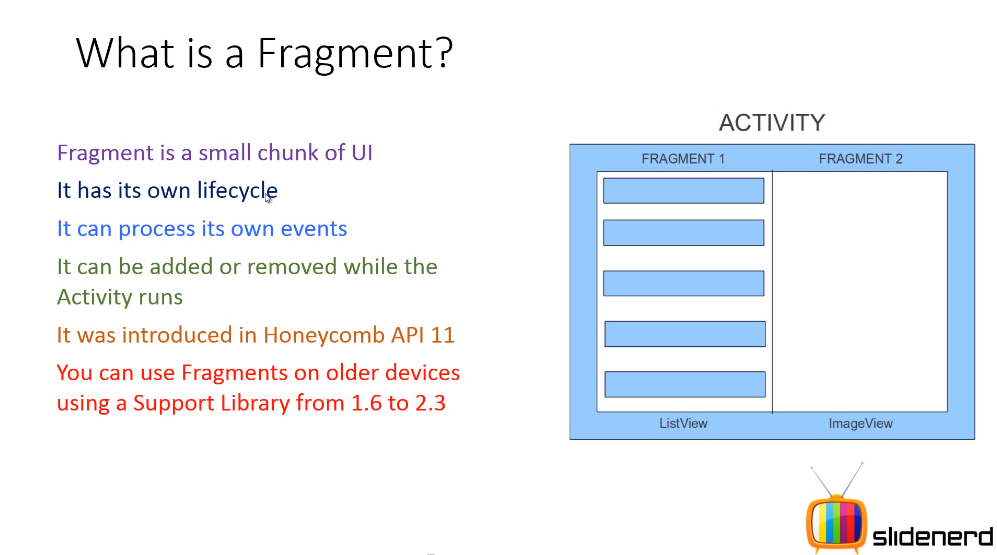 What is a Fragment?
Fragment is a small chunk of UI
It has its own lifecycle
It can process its own events
It can be added or removed while the
Activity runs
It was introduced in Honeycomb API 11
You can use Fragments on older devices
using a Support Library from 1.6 to 2.3
ACTIVITY
FRAGMENT 1
FRAGMENT 2
ListView
ImageView
slidenerd